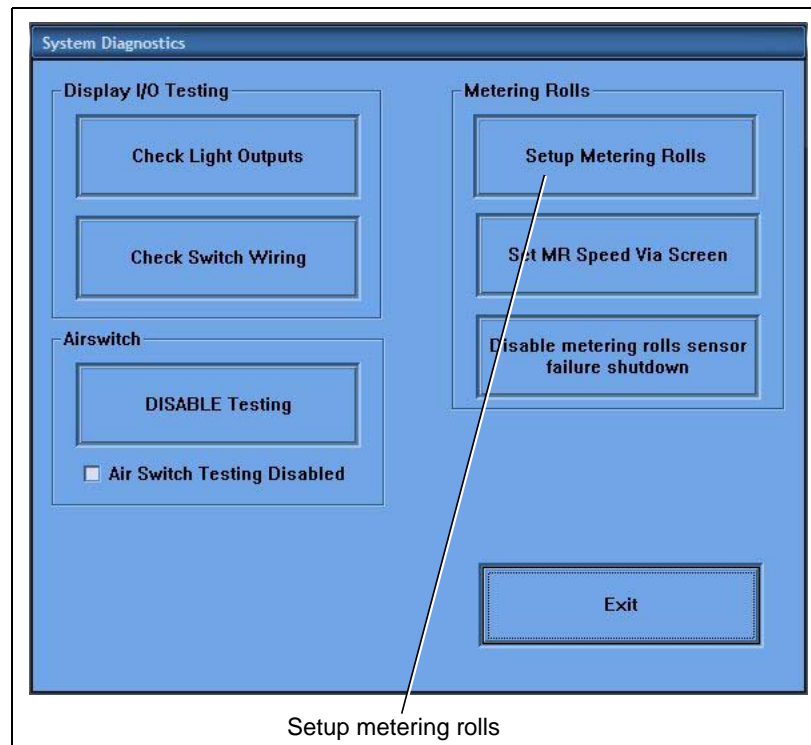 System Diagnostics
Display I/O Testing
Check Light Outputs
Check Switch Wiring
Airswitch
DISABLE Testing
Air Switch Testing Disabled
Metering Rolls
Setup Metering Rolls
Set MR Speed Via Screen
Disable metering rolls sensor
failure shutdown
Exit
Setup metering rolls